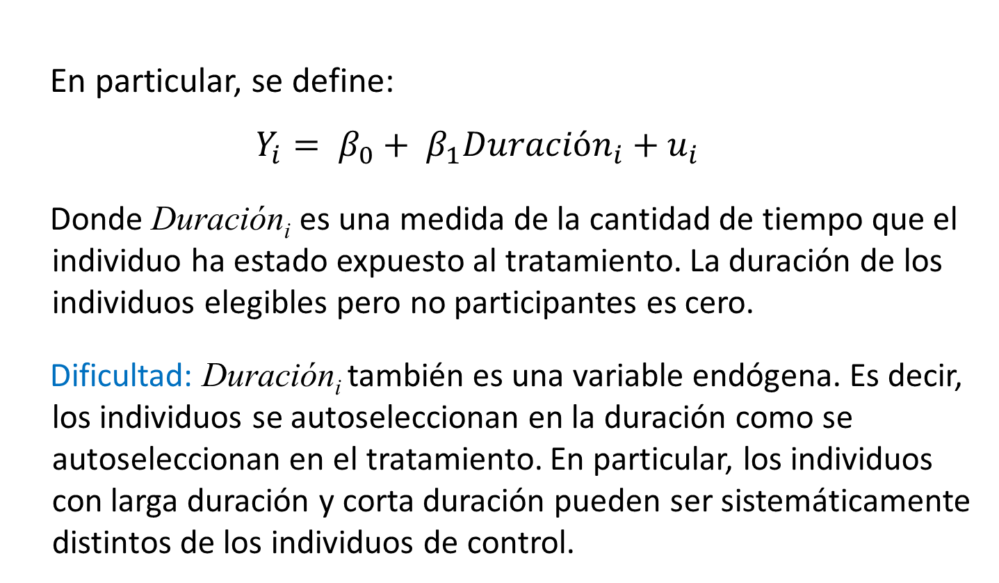 En particular, se define:
Y_i = β_0 + β_1 Duración_i + u_i
Donde Duración_i es una medida de la cantidad de tiempo que el
individuo ha estado expuesto al tratamiento. La duración de los
individuos elegibles pero no participantes es cero.
Dificultad: Duración_i también es una variable endógena. Es decir,
los individuos se autoseleccionan en la duración como se
autoseleccionan en el tratamiento. En particular, los individuos
con larga duración y corta duración pueden ser sistemáticamente
distintos de los individuos de control.